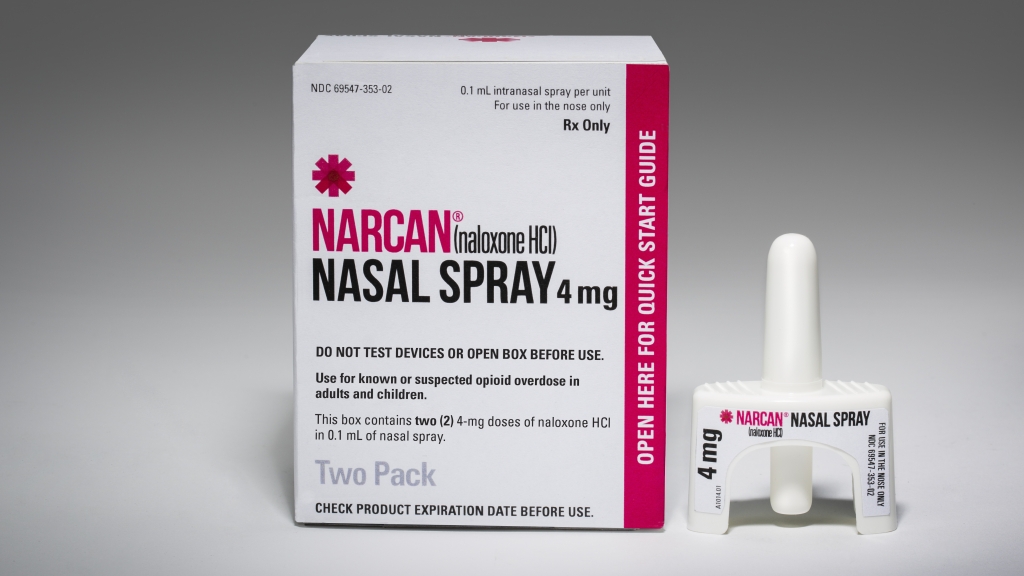 NDC 69547-353-02
0.1 mL intranasal spray per unit
For use in the nose only
Rx Only
NARCAN® (naloxone HCl)
NASAL SPRAY 4 mg
DO NOT TEST DEVICES OR OPEN BOX BEFORE USE.
Use for known or suspected opioid overdose in
adults and children.
This box contains two (2) 4-mg doses of naloxone HCl
in 0.1 mL of nasal spray.
Two Pack
CHECK PRODUCT EXPIRATION DATE BEFORE USE.
OPEN HERE FOR QUICK START GUIDE
NARCAN® NASAL SPRAY
(naloxone HCl)
4 mg
A1014.01
FOR USE IN THE NOSE ONLY
NDC 69547-353-02